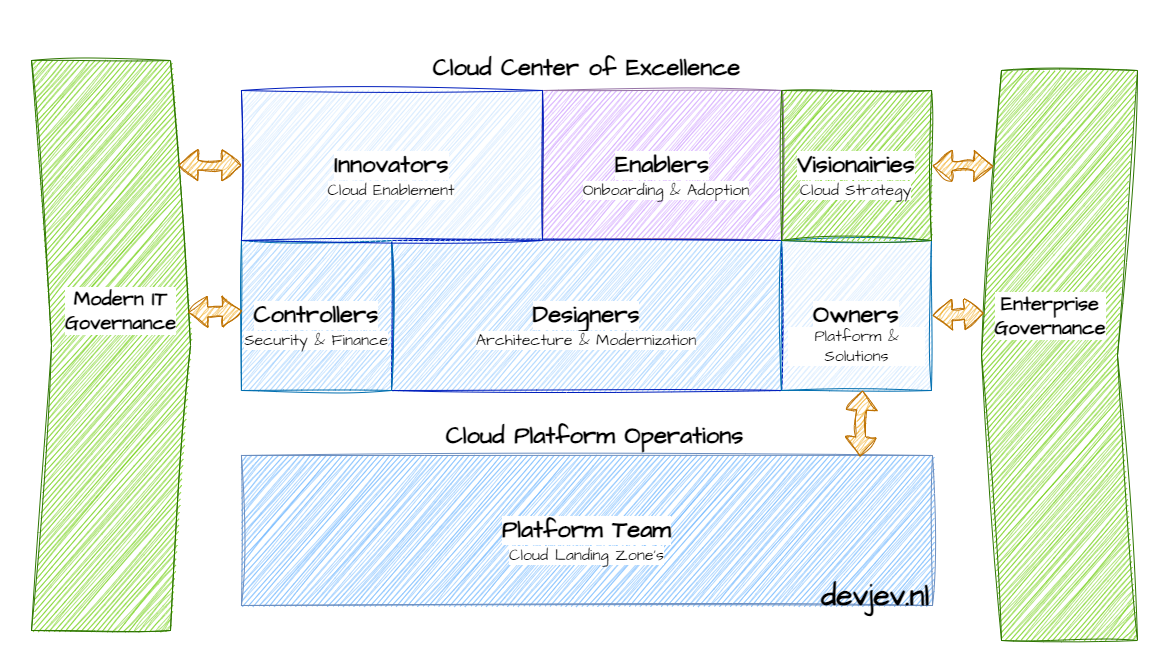 Cloud Center of Excellence
Innovators
Cloud Enablement
Enablers
Onboarding & Adoption
Visionairies
Cloud Strategy
Modern IT
Governance
Controllers
Security & Finance
Designers
Architecture & Modernization
Owners
Platform &
Solutions
Enterprise
Governance
Cloud Platform Operations
Platform Team
Cloud Landing Zone's
devjev.nl